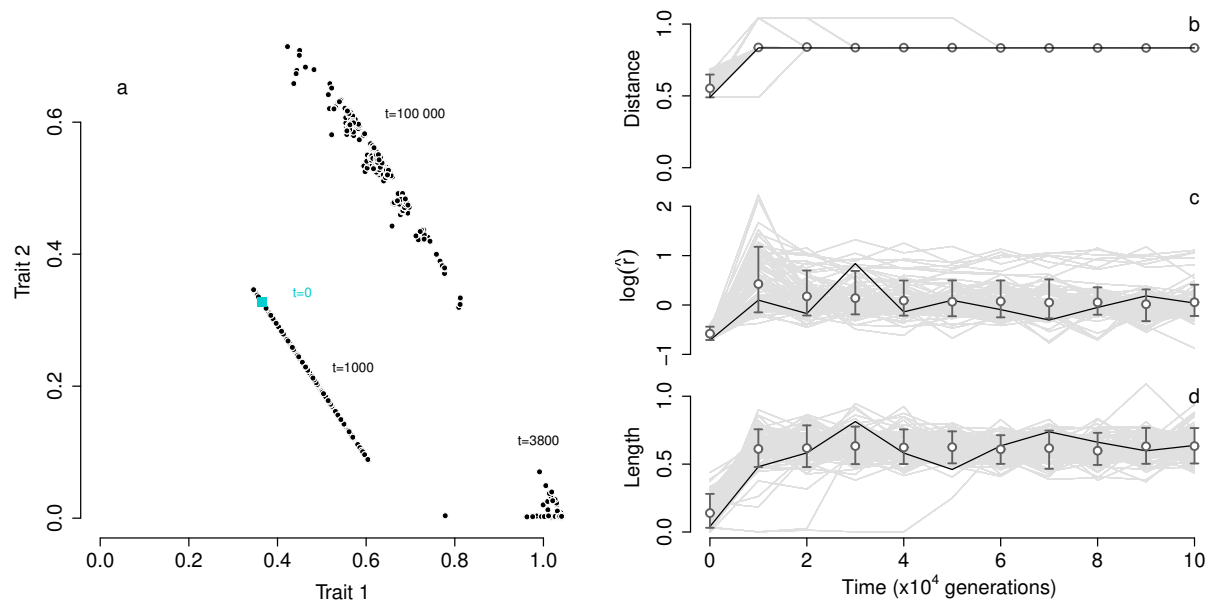 a
t=100 000
t=0
t=1000
t=3800
Trait 2
0.0
0.2
0.4
0.6
0.0
0.2
0.4
0.6
0.8
1.0
Trait 1
b
Distance
0.0
0.5
1.0
c
log(r̂)
−1
0
1
2
d
Length
0.0
0.5
1.0
0
2
4
6
8
10
Time (x10⁴ generations)